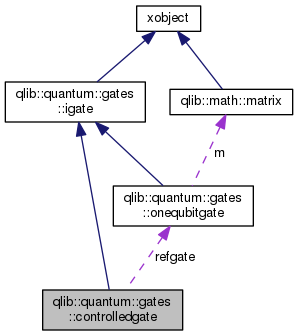 xobject
qlib::quantum::gates
::igate
qlib::math::matrix
m
qlib::quantum::gates
::onequbitgate
refgate
qlib::quantum::gates
::controlledgate